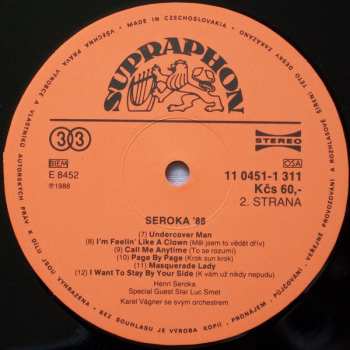 MADE IN CZECHOSLOVAKIA
VŠECHNA PRÁVA VÝROBCE A VLASTNÍKŮ AUTORSKÝCH PRÁV K DÍLU JSOU VYHRAZENA
BEZ SOUHLASU JE VÝROBA KOPIÍ, PRONÁJEM, PŮJČOVÁNÍ, VEŘEJNÉ PROVOZOVÁNÍ A ROZHLASOVÉ ŠÍŘENÍ TÉTO DESKY ZAKÁZÁNO
SUPRAPHON
33
STEREO
BIEM
OSA
E 8452
11 0451-1 311
℗1988
Kčs 60,-
2. STRANA
SEROKA '85
(7) Undercover Man
(8) I'm Feelin' Like A Clown (Měl jsem to vědět dřív)
(9) Call Me Anytime (To se rozumí)
(10) Page By Page (Krok sun krok)
(11) Masquerade Lady
(12) I Want To Stay By Your Side (K vám už nikdy nepudu)
Henri Seroka
Special Guest Star Luc Smet
Karel Vágner se svým orchestrem